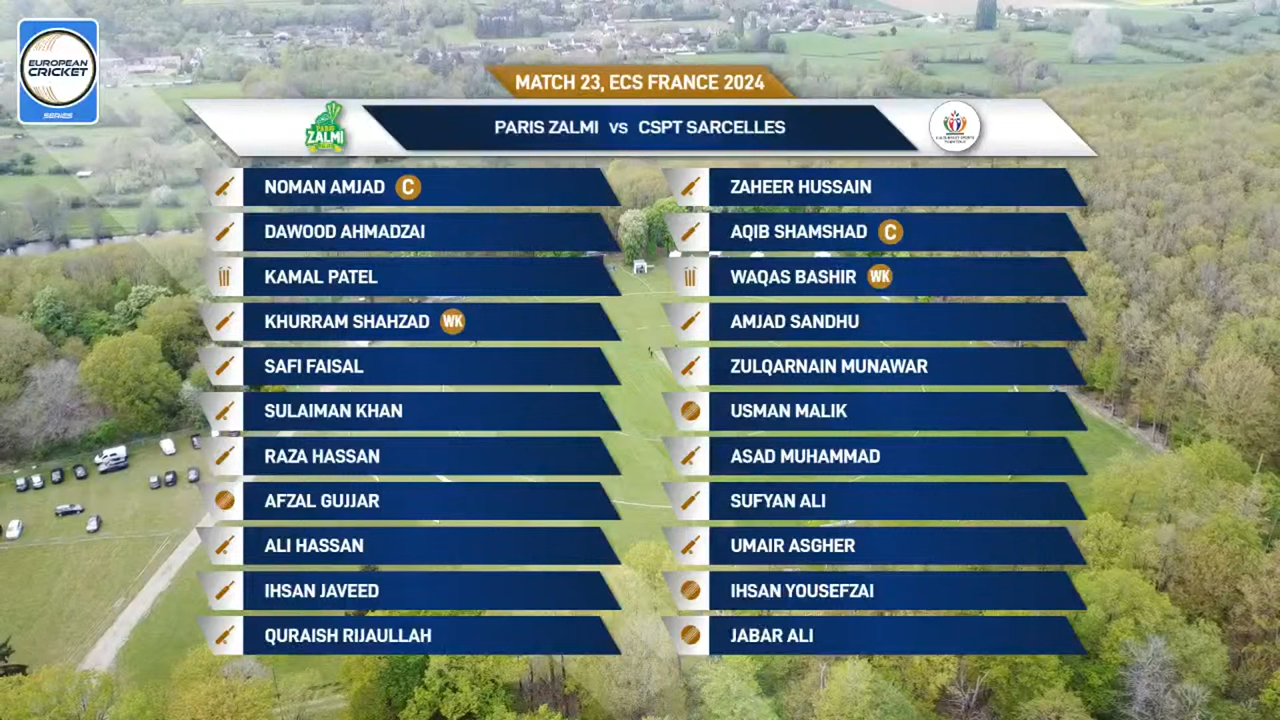 EUROPEAN
CRICKET
SERIES
MATCH 23, ECS FRANCE 2024
PARIS
ZALMI
PARIS ZALMI VS CSPT SARCELLES
NOMAN AMJAD C
DAWOOD AHMADZAI
KAMAL PATEL
KHURRAM SHAHZAD WK
SAFI FAISAL
SULAIMAN KHAN
RAZA HASSAN
AFZAL GUJJAR
ALI HASSAN
IHSAN JAVEED
QURAISH RIJAULLAH
ZAHEER HUSSAIN
AQIB SHAMSHAD C
WAQAS BASHIR WK
AMJAD SANDHU
ZULQARNAIN MUNAWAR
USMAN MALIK
ASAD MUHAMMAD
SUFYAN ALI
UMAIR ASGHER
IHSAN YOUSEFZAI
JABAR ALI